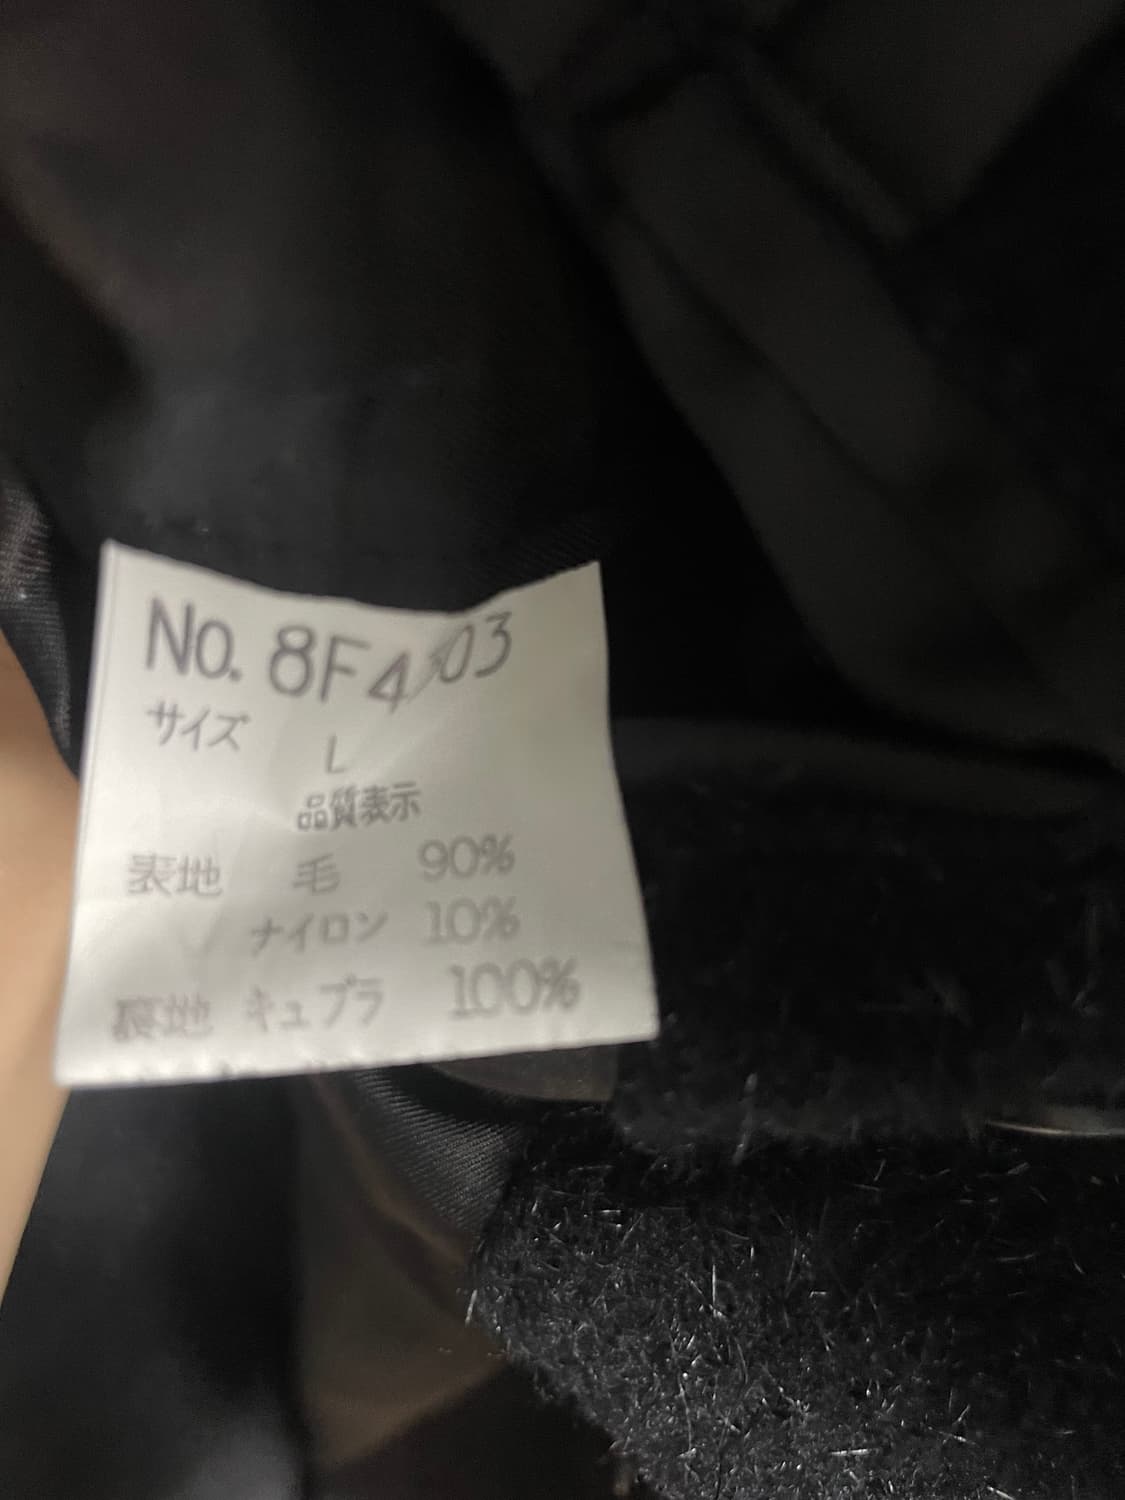 No. 8F4
サイズ
L
品質表示
表地 毛 90%
ナイロン 10%
裏地 キュプラ 100%